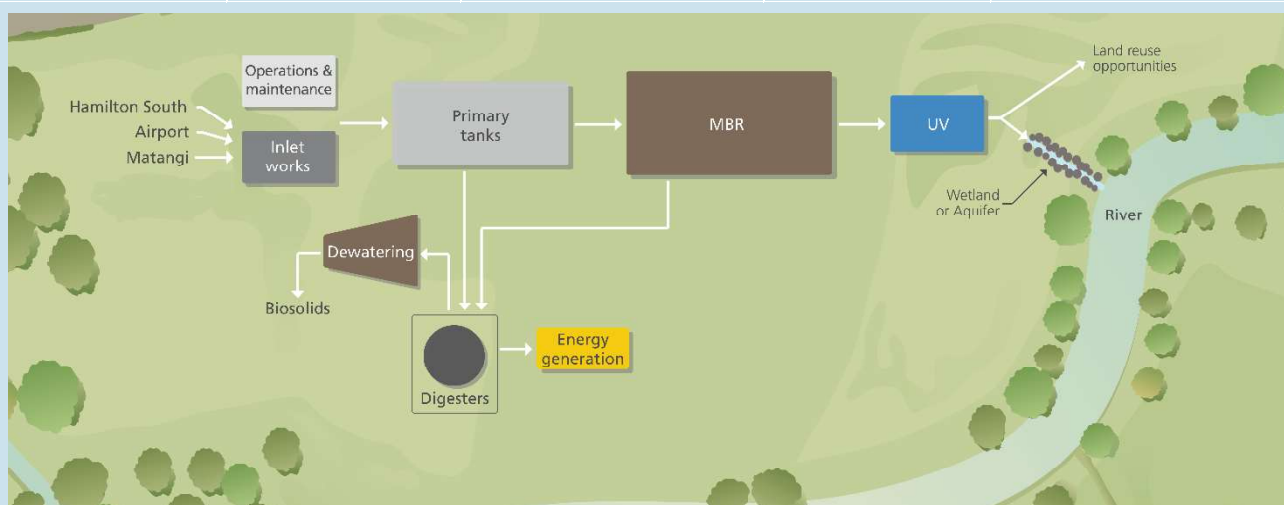 Operations &
maintenance
Hamilton South
Airport
Matangi
Inlet
works
Primary
tanks
MBR
UV
Land reuse
opportunities
Wetland
or Aquifer
River
Dewatering
Biosolids
Digesters
Energy
generation